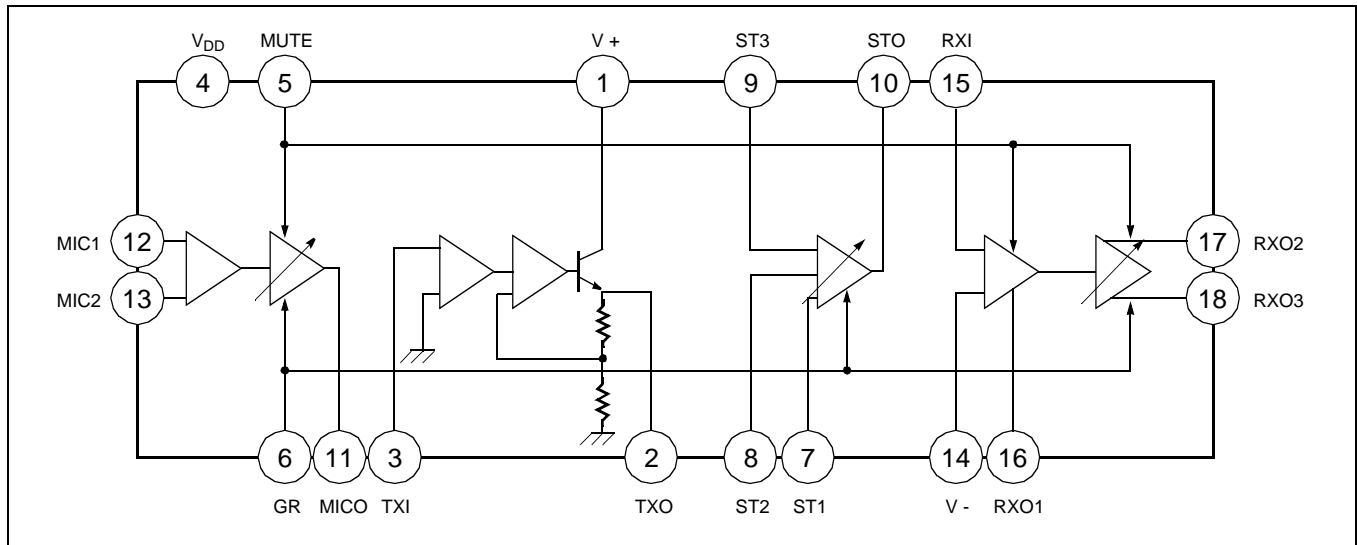 VDD MUTE V + ST3 STO RXI
4 5 1 9 10 15
MIC1 12
17 RXO2
MIC2 13
18 RXO3
6 11 3 2 8 7 14 16
GR MICO TXI TXO ST2 ST1 V - RXO1